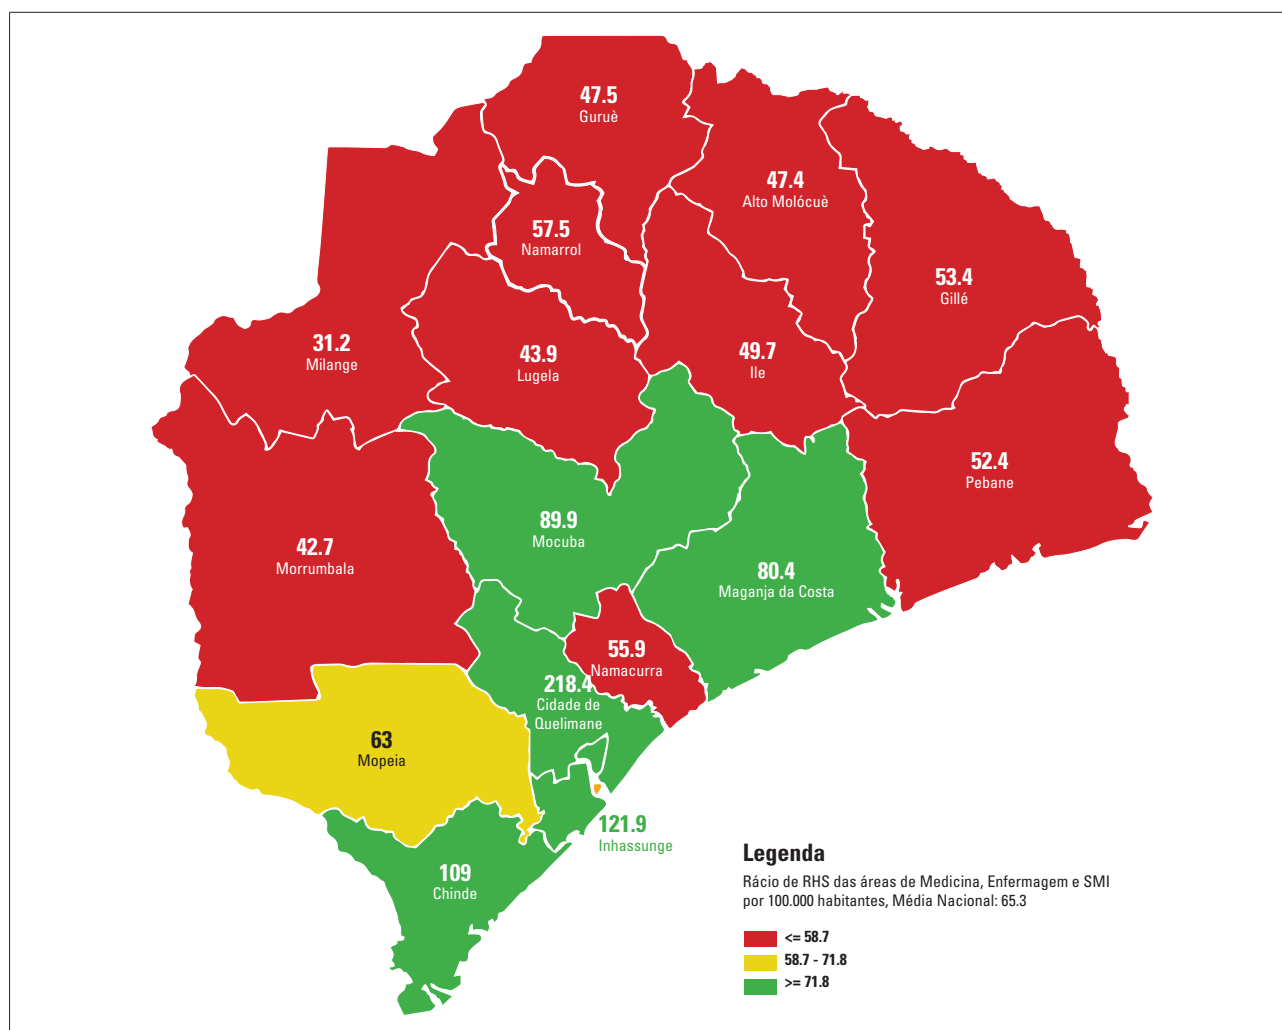 47.5
Guruè
47.4
Alto Molócuè
57.5
Namarrol
53.4
Gillé
31.2
Milange
43.9
Lugela
49.7
Ile
52.4
Pebane
89.9
Mocuba
42.7
Morrumbala
80.4
Maganja da Costa
55.9
Namacurra
218.4
Cidade de
Quelimane
63
Mopeia
121.9
Inhassunge
109
Chinde
Legenda
Rácio de RHS das áreas de Medicina, Enfermagem e SMI
por 100.000 habitantes, Média Nacional: 65.3
<= 58.7
58.7 - 71.8
>= 71.8